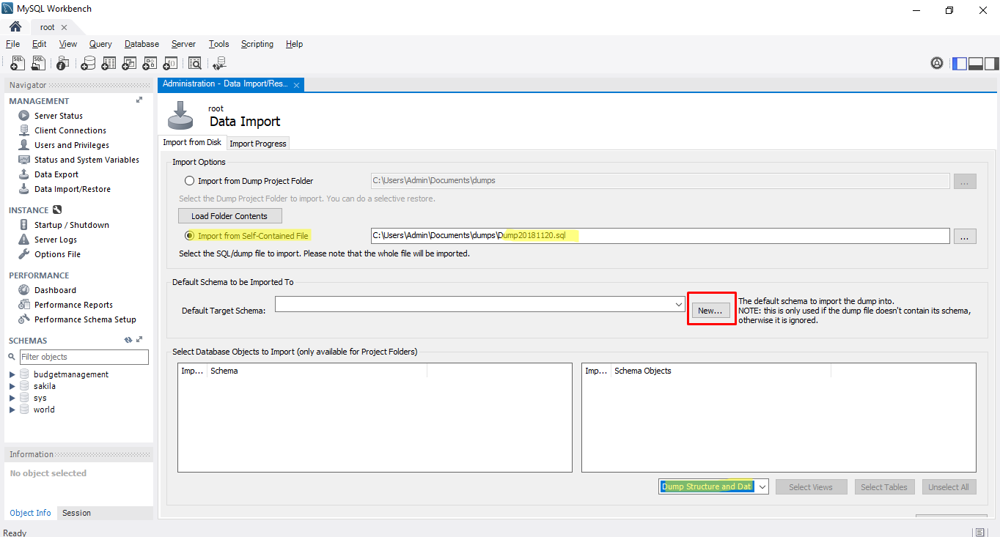 MySQL Workbench
root
File Edit View Query Database Server Tools Scripting Help
Navigator
MANAGEMENT
Server Status
Client Connections
Users and Privileges
Status and System Variables
Data Export
Data Import/Restore
INSTANCE
Startup / Shutdown
Server Logs
Options File
PERFORMANCE
Dashboard
Performance Reports
Performance Schema Setup
SCHEMAS
Filter objects
budgetmanagement
sakila
sys
world
Information
No object selected
Object Info Session
Administration - Data Import/Res...
root
Data Import
Import from Disk Import Progress
Import Options
Import from Dump Project Folder C:\Users\Admin\Documents\dumps ...
Select the Dump Project Folder to import. You can do a selective restore.
Load Folder Contents
Import from Self-Contained File C:\Users\Admin\Documents\dumps\Dump20181120.sql ...
Select the SQL/dump file to import. Please note that the whole file will be imported.
Default Schema to be Imported To
Default Target Schema: New...
The default schema to import the dump into.
NOTE: this is only used if the dump file doesn't contain its schema,
otherwise it is ignored.
Select Database Objects to Import (only available for Project Folders)
Imp... Schema
Imp... Schema Objects
Dump Structure and Dat Select Views Select Tables Unselect All
Ready